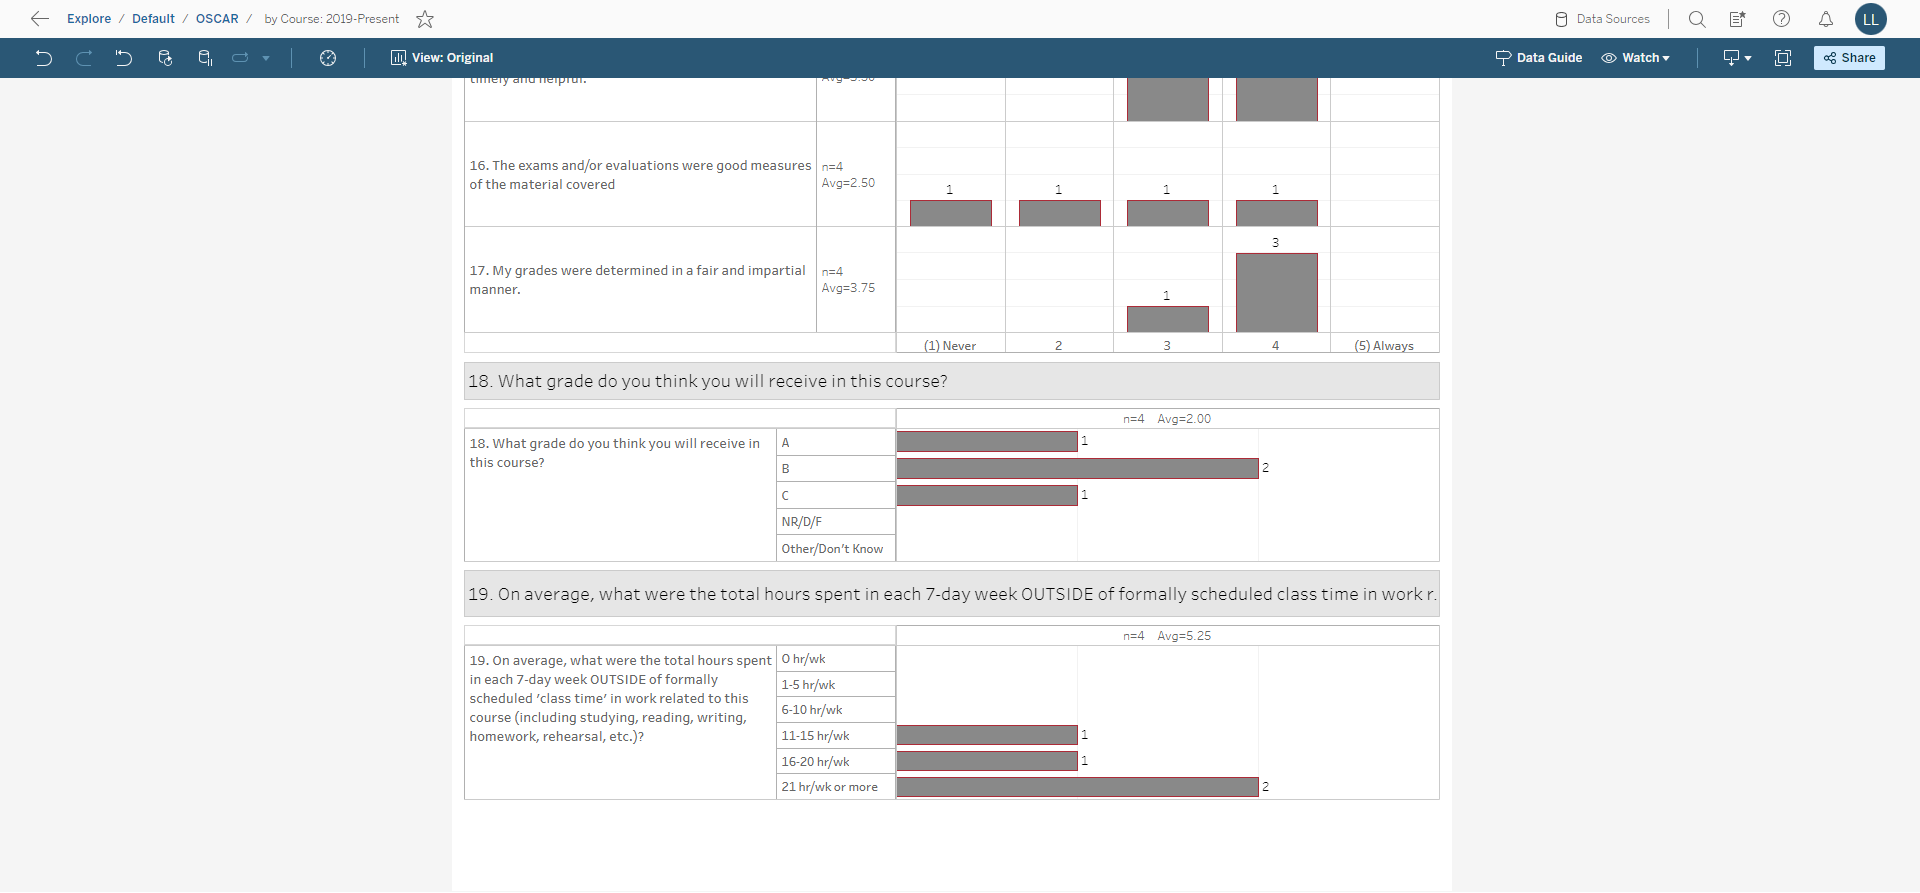 Explore / Default / OSCAR / by Course: 2019-Present
Data Sources
LL
View: Original
Data Guide
Watch
Share
timely and helpful.
Avg=3.50
16. The exams and/or evaluations were good measures
of the material covered
n=4
Avg=2.50
1 1 1 1
17. My grades were determined in a fair and impartial
manner.
n=4
Avg=3.75
1 3
(1) Never 2 3 4 (5) Always
18. What grade do you think you will receive in this course?
n=4 Avg=2.00
18. What grade do you think you will receive in
this course?
A 1
B 2
C 1
NR/D/F
Other/Don't Know
19. On average, what were the total hours spent in each 7-day week OUTSIDE of formally scheduled class time in work r.
n=4 Avg=5.25
19. On average, what were the total hours spent
in each 7-day week OUTSIDE of formally
scheduled ‘class time’ in work related to this
course (including studying, reading, writing,
homework, rehearsal, etc.)?
0 hr/wk
1-5 hr/wk
6-10 hr/wk
11-15 hr/wk 1
16-20 hr/wk 1
21 hr/wk or more 2